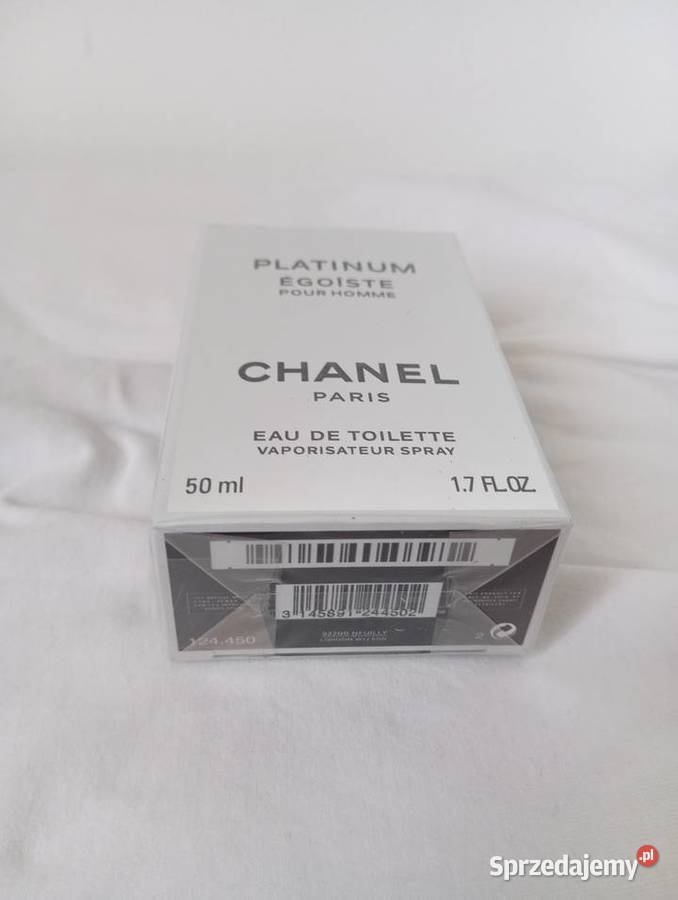 PLATINUM
ÉGOÏSTE
POUR HOMME
CHANEL
PARIS
EAU DE TOILETTE
VAPORISATEUR SPRAY
50 ml 1.7 FL.OZ.
3 145891 244502
92200 NEUILLY
124.450
2
Sprzedajemy.pl